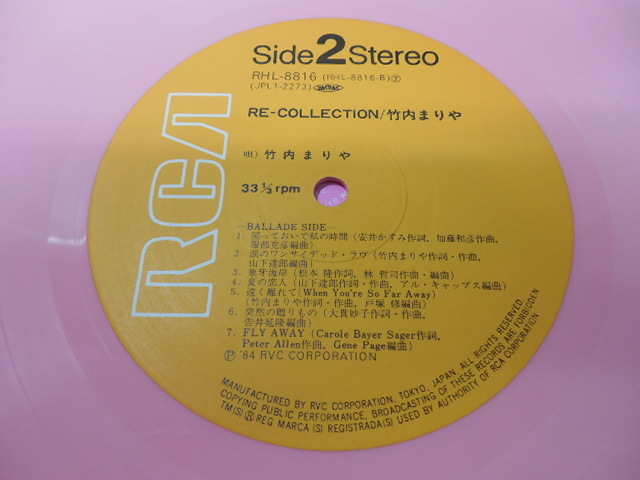 Side 2 Stereo
RHL-8816 (RHL-8816-B)⑦
(JPL1-2273)
RE-COLLECTION/竹内まりや
唄) 竹内まりや
33⅓rpm
RCA
—BALLADE SIDE—
1. 戻っておいで私の時間 (安井かずみ作詞, 加藤和彦作曲,
服部克彦編曲)
2. 涙のワンサイデッド・ラヴ (竹内まりや作詞・作曲,
山下達郎編曲)
3. 象牙海岸 (松本 隆作詞, 林 哲司作曲・編曲)
4. 夏の恋人 (山下達郎作詞・作曲, アル・キャップス編曲)
5. 遠く離れて(When You're So Far Away)
(竹内まりや作詞・作曲, 戸塚 修編曲)
6. 突然の贈りもの (大貫妙子作詞・作曲,
告井延隆編曲)
7. FLY AWAY (Carole Bayer Sager作詞,
Peter Allen作曲, Gene Page編曲)
Ⓟ '84 RVC CORPORATION
MANUFACTURED BY RVC CORPORATION, TOKYO, JAPAN, ALL RIGHTS RESERVED.
COPYING PUBLIC PERFORMANCE, BROADCASTING OF THESE RECORDS ARE FORBIDDEN
TM(S) Ⓡ REG MARCA (S) REGISTRADA(S) USED BY AUTHORITY OF RCA CORPORATION